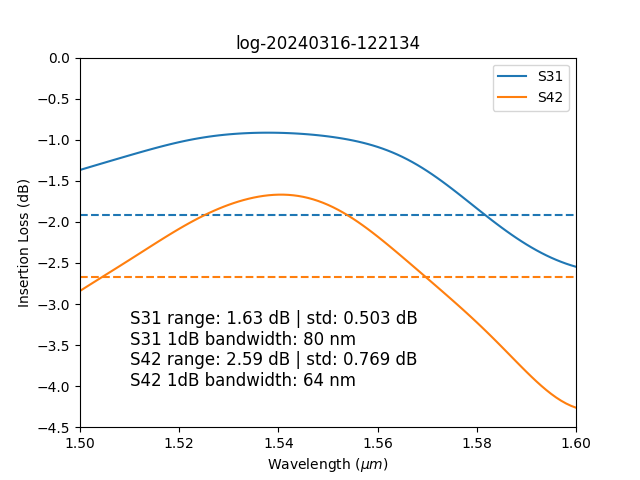 log-20240316-122134
S31
S42
0.0
−0.5
−1.0
−1.5
−2.0
−2.5
−3.0
−3.5
−4.0
−4.5
Insertion Loss (dB)
S31 range: 1.63 dB | std: 0.503 dB
S31 1dB bandwidth: 80 nm
S42 range: 2.59 dB | std: 0.769 dB
S42 1dB bandwidth: 64 nm
1.50 1.52 1.54 1.56 1.58 1.60
Wavelength (μm)